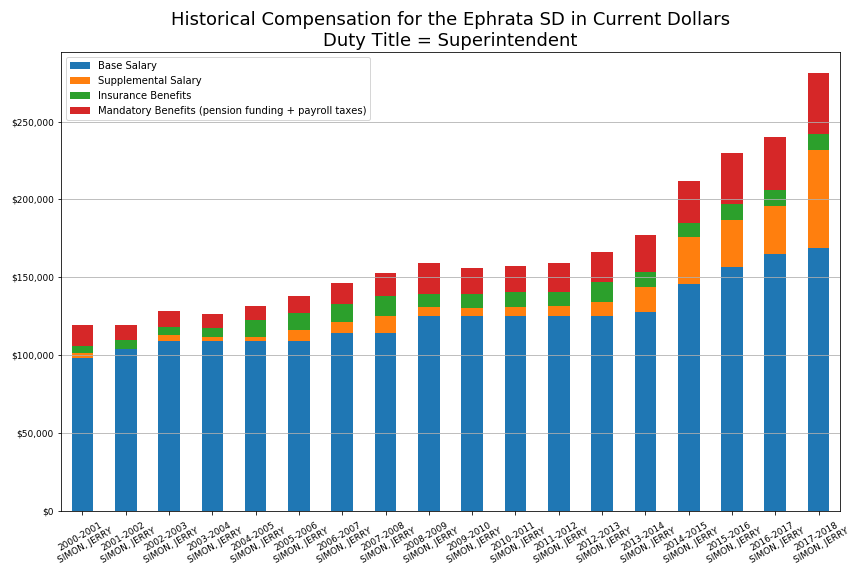 Historical Compensation for the Ephrata SD in Current Dollars
Duty Title = Superintendent
Base Salary
Supplemental Salary
Insurance Benefits
Mandatory Benefits (pension funding + payroll taxes)
$250,000
$200,000
$150,000
$100,000
$50,000
$0
2000-2001
SIMON, JERRY
2001-2002
SIMON, JERRY
2002-2003
SIMON, JERRY
2003-2004
SIMON, JERRY
2004-2005
SIMON, JERRY
2005-2006
SIMON, JERRY
2006-2007
SIMON, JERRY
2007-2008
SIMON, JERRY
2008-2009
SIMON, JERRY
2009-2010
SIMON, JERRY
2010-2011
SIMON, JERRY
2011-2012
SIMON, JERRY
2012-2013
SIMON, JERRY
2013-2014
SIMON, JERRY
2014-2015
SIMON, JERRY
2015-2016
SIMON, JERRY
2016-2017
SIMON, JERRY
2017-2018
SIMON, JERRY